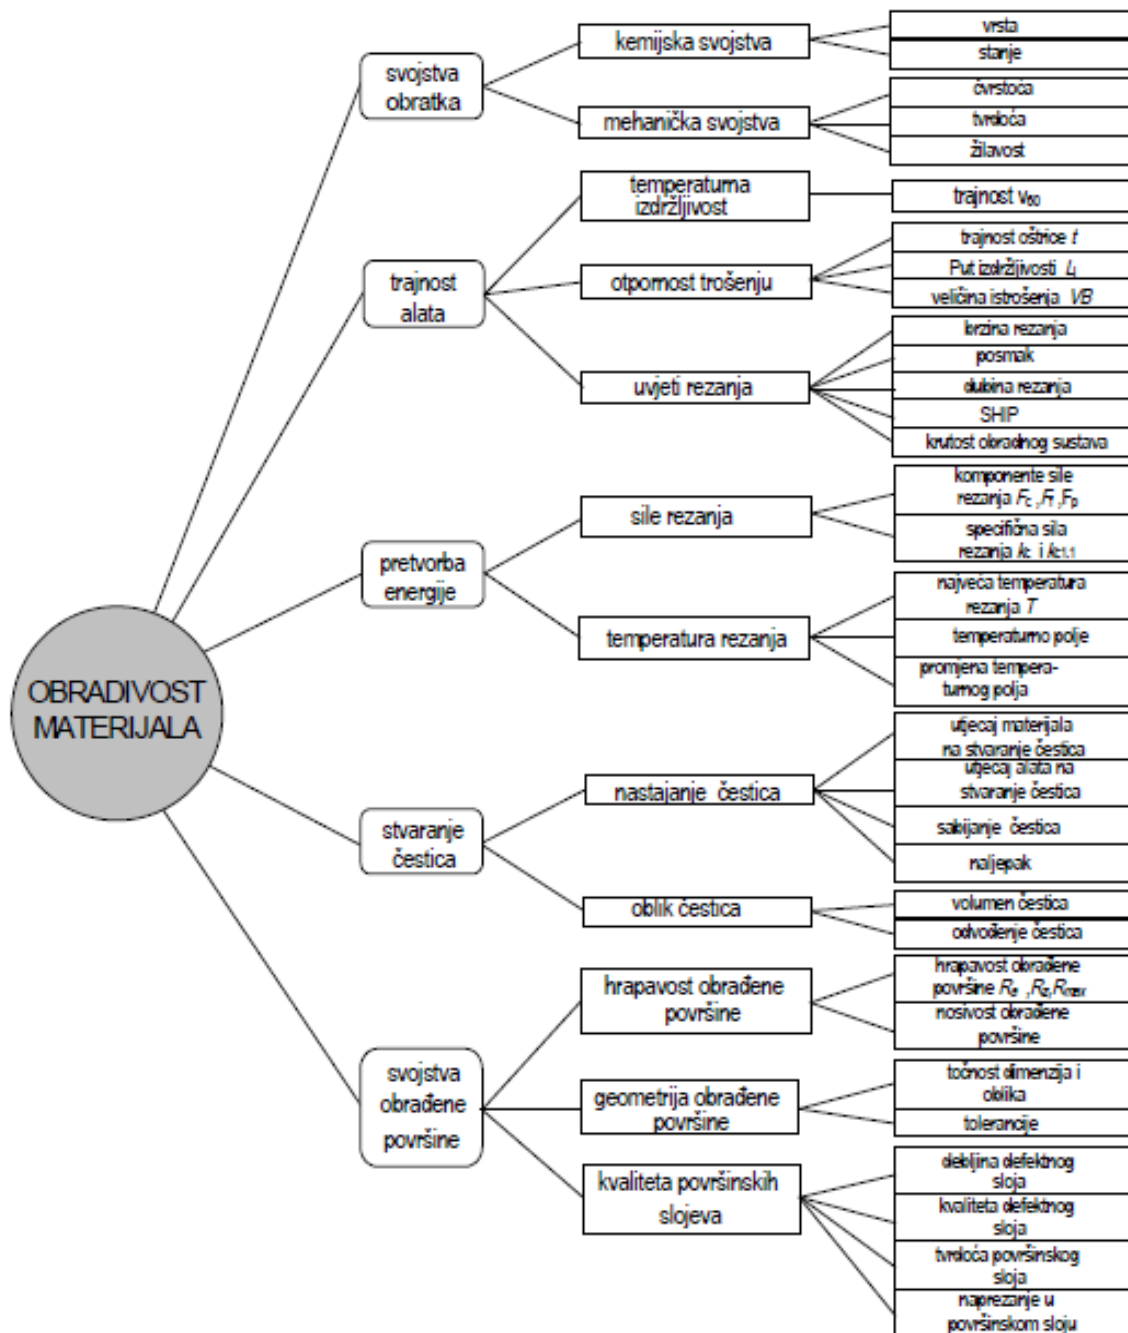 OBRADIVOST
MATERIJALA
svojstva
obratka
kemijska svojstva
vrsta
stanje
mehanička svojstva
čvrstoća
tvrdoća
žilavost
trajnost
alata
temperaturna
izdržljivost
trajnost v₆₀
otpornost trošenju
trajnost oštrice t
Put izdržljivosti Lₗ
veličina istrošenja VB
uvjeti rezanja
brzina rezanja
posmak
dubina rezanja
SHIP
krutost obradnog sustava
pretvorba
energije
sile rezanja
komponente sile
rezanja Fc ,Ff ,Fp
specifična sila
rezanja kc i kc1.1
temperatura rezanja
najveća temperatura
rezanja T
temperaturno polje
promjena tempera-
turnog polja
stvaranje
čestica
nastajanje čestica
utjecaj materijala
na stvaranje čestica
utjecaj alata na
stvaranje čestica
sabijanje čestica
naljepak
oblik čestica
volumen čestica
odvođenje čestica
svojstva
obrađene
površine
hrapavost obrađene
površine
hrapavost obrađene
površine Ra ,Rz,Rmax
nosivost obrađene
površine
geometrija obrađene
površine
točnost dimenzija i
oblika
tolerancije
kvaliteta površinskih
slojeva
debljina defektnog
sloja
kvaliteta defektnog
sloja
tvrdoća površinskog
sloja
naprezanje u
površinskom sloju